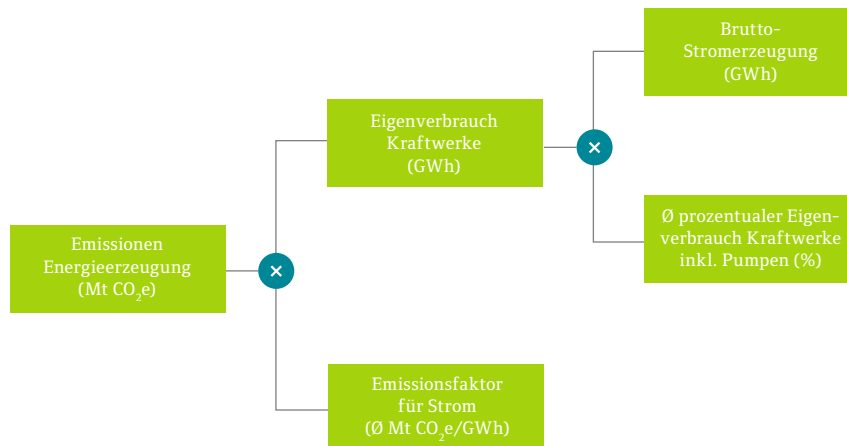 Emissionen
Energieerzeugung
(Mt CO₂e)
×
Eigenverbrauch
Kraftwerke
(GWh)
×
Brutto-
Stromerzeugung
(GWh)
Ø prozentualer Eigen-
verbrauch Kraftwerke
inkl. Pumpen (%)
Emissionsfaktor
für Strom
(Ø Mt CO₂e/GWh)